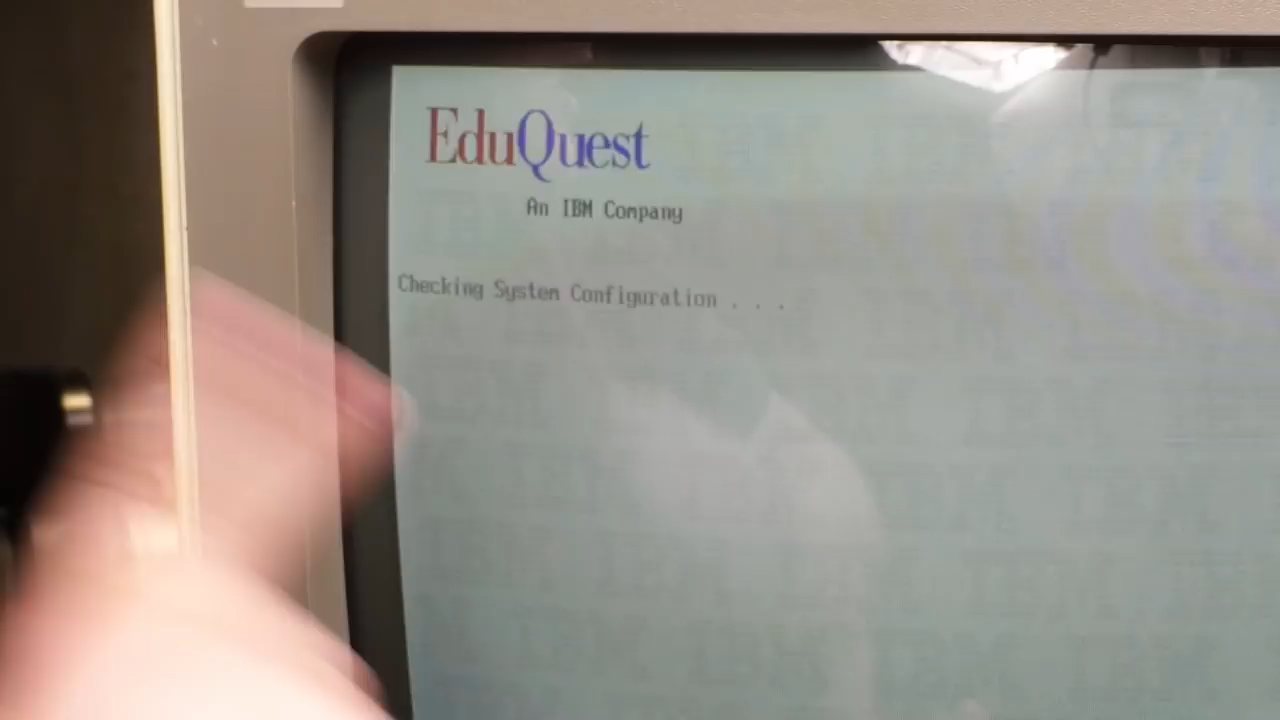 EduQuest
An IBM Company
Checking System Configuration . . .